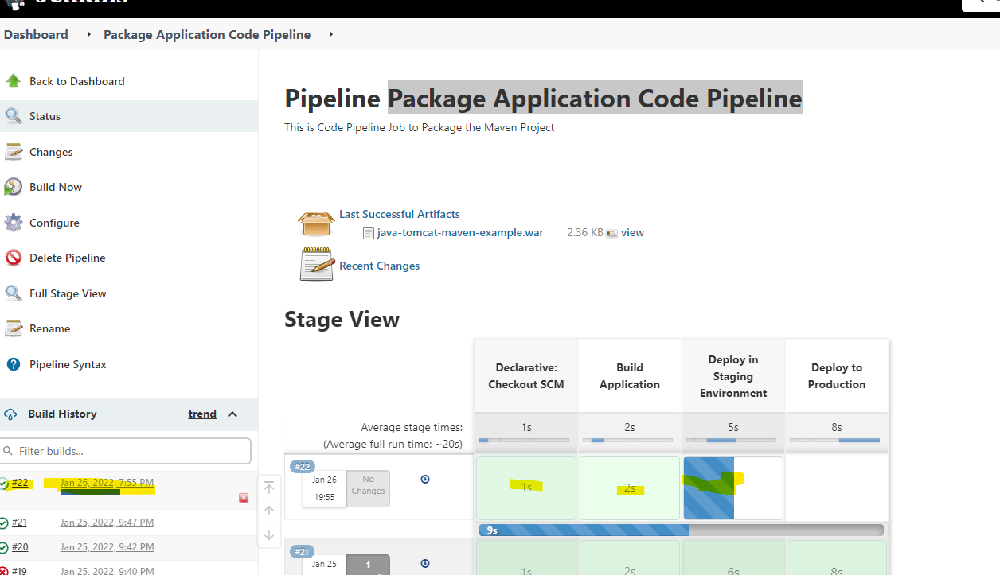 Dashboard Package Application Code Pipeline
Back to Dashboard
Status
Changes
Build Now
Configure
Delete Pipeline
Full Stage View
Rename
Pipeline Syntax
Build History trend
Filter builds...
#22 Jan 26, 2022, 7:55 PM
#21 Jan 25, 2022, 9:47 PM
#20 Jan 25, 2022, 9:42 PM
#19 Jan 25, 2022, 9:40 PM
Pipeline Package Application Code Pipeline
This is Code Pipeline Job to Package the Maven Project
Last Successful Artifacts
java-tomcat-maven-example.war 2.36 KB view
Recent Changes
Stage View
Declarative: Checkout SCM
Build Application
Deploy in Staging Environment
Deploy to Production
Average stage times:
(Average full run time: ~20s)
1s 2s 5s 8s
#22
Jan 26
19:55
No Changes
1s 2s
9s
#21
Jan 25
1
1s 2s 6s 8s